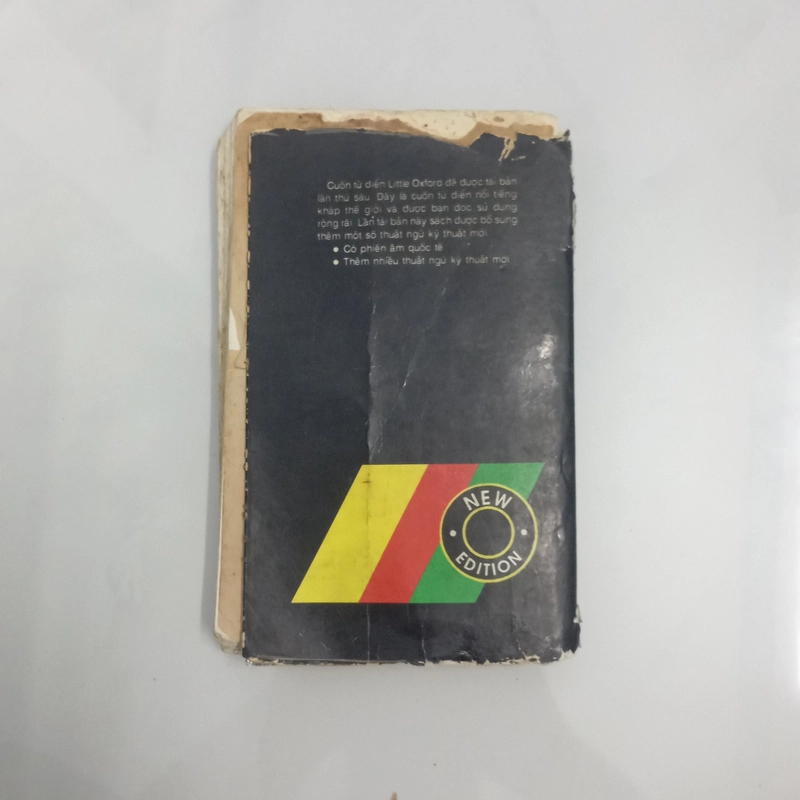 Cuốn từ điển Little Oxford đã được tái bản
lần thứ sáu. Đây là cuốn từ điển nổi tiếng
khắp thế giới và được bạn đọc sử dụng
rộng rãi. Lần tái bản này sách được bổ sung
thêm một số thuật ngữ kỹ thuật mới.
● Có phiên âm quốc tế
● Thêm nhiều thuật ngữ kỹ thuật mới
NEW
EDITION